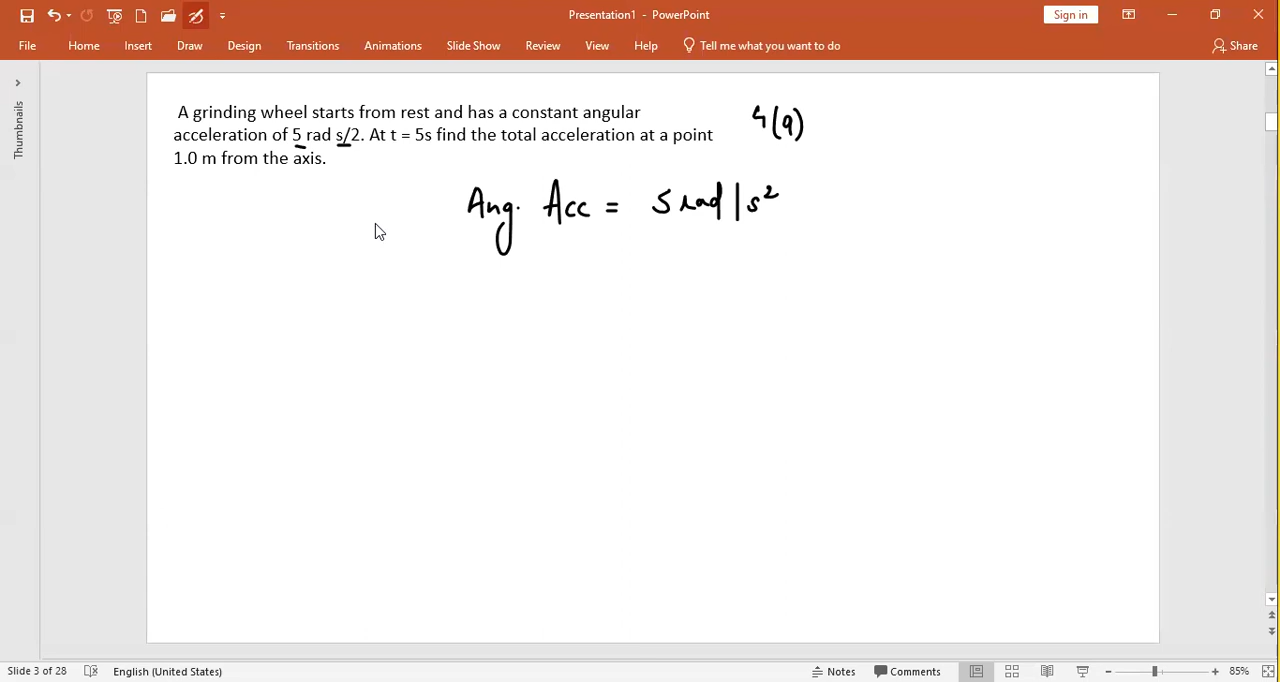 Presentation1 - PowerPoint
Sign in
File Home Insert Draw Design Transitions Animations Slide Show Review View Help Tell me what you want to do Share
Thumbnails
A grinding wheel starts from rest and has a constant angular
acceleration of 5 rad s/2. At t = 5s find the total acceleration at a point
1.0 m from the axis.
4(9)
Ang. Acc = 5 rad | s²
Slide 3 of 28 English (United States) Notes Comments 85%